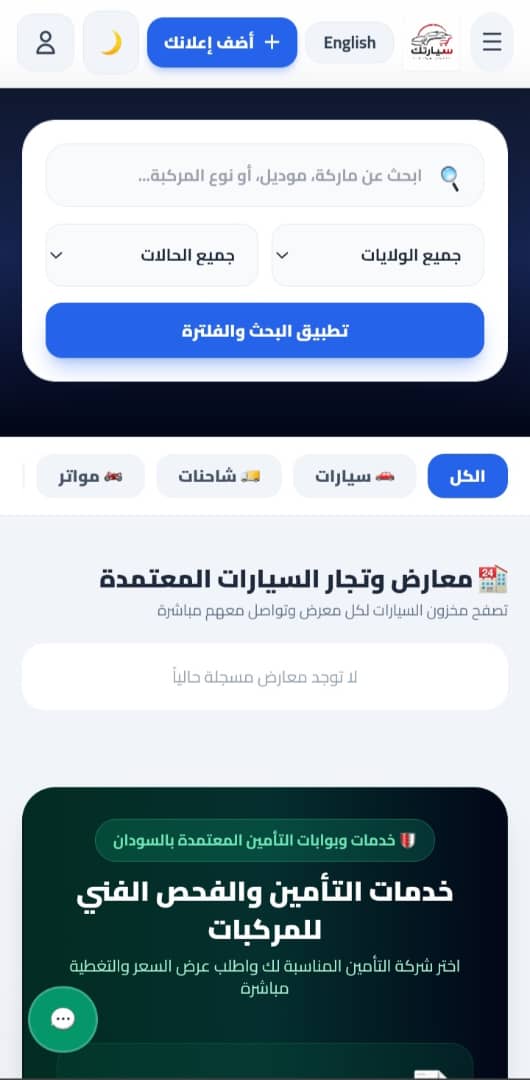 سيارتك
English
+ أضف إعلانك
ابحث عن ماركة، موديل، أو نوع المركبة...
جميع الولايات
جميع الحالات
تطبيق البحث والفلترة
الكل
سيارات
شاحنات
مواتر
24
معارض وتجار السيارات المعتمدة
تصفح مخزون السيارات لكل معرض وتواصل معهم مباشرة
لا توجد معارض مسجلة حالياً
خدمات وبوابات التأمين المعتمدة بالسودان
خدمات التأمين والفحص الفني
للمركبات
اختر شركة التأمين المناسبة لك واطلب عرض السعر والتغطية
مباشرة